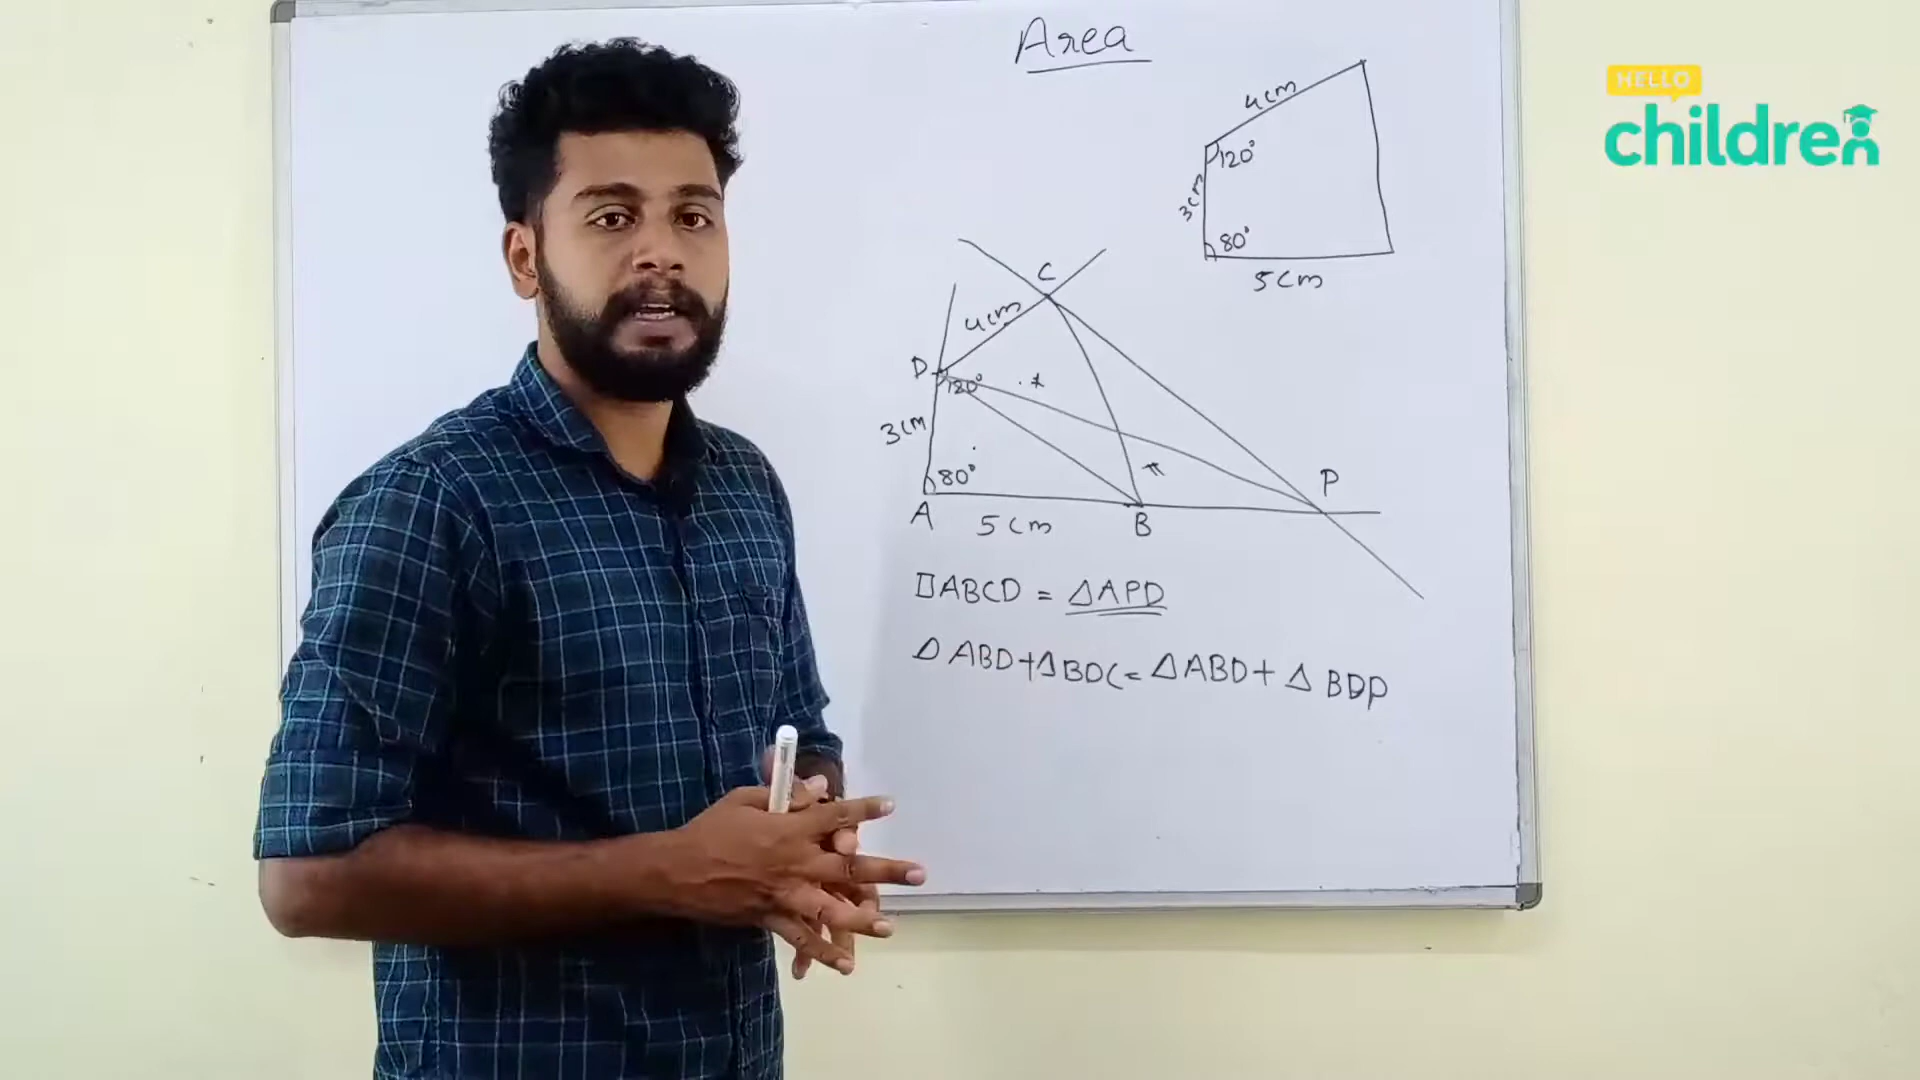 Area
HELLO
children
4cm
120°
3cm
80°
5cm
C
4cm
D
120°
3cm
80°
P
A
5cm
B
□ABCD = △APD
△ABD+△BDC=△ABD+△BDP